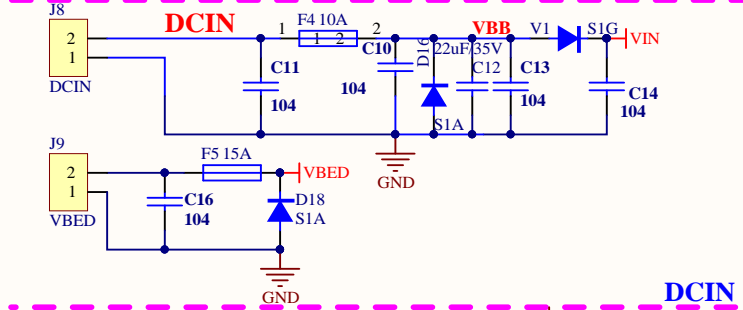 J8
DCIN
1 F4 10A 2
1 2
VBB
V1 S1G
VIN
2
1
DCIN
C11
104
C10
104
D16
S1A
22uF/35V
C12
C13
104
C14
104
GND
J9
2
1
VBED
F5 15A
VBED
C16
104
D18
S1A
GND
DCIN